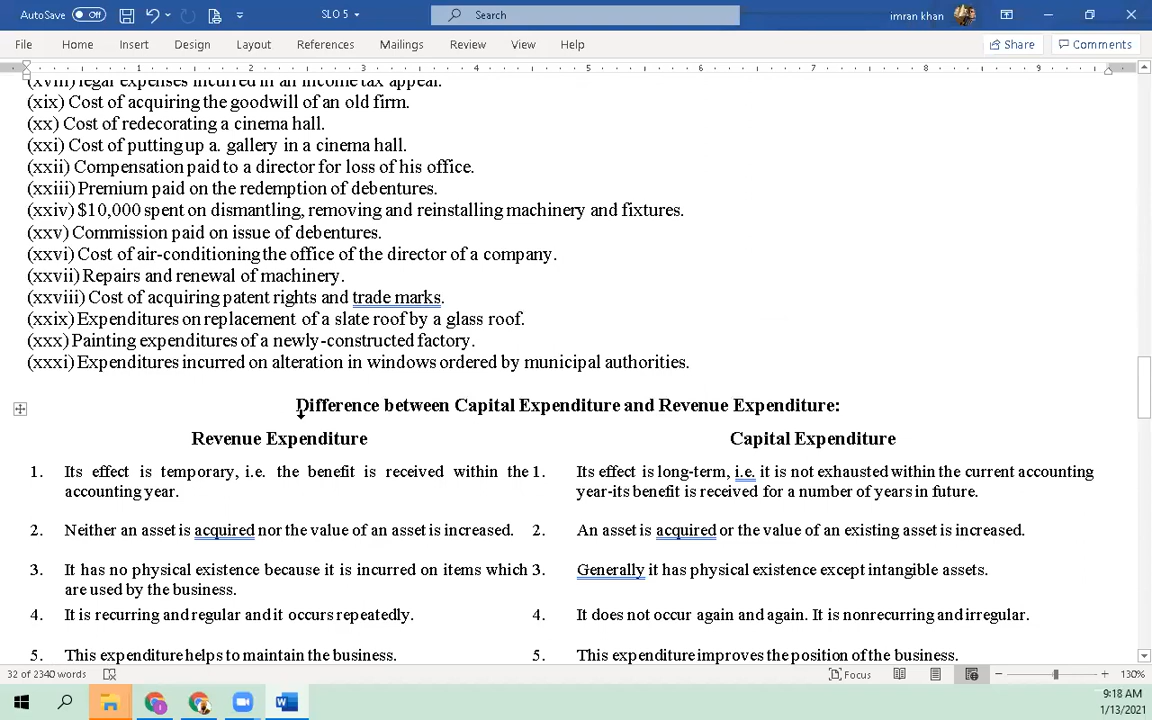 AutoSave Off SLO 5 Search imran khan
File Home Insert Design Layout References Mailings Review View Help Share Comments
1 2 3 4 5 6 7 8 9
(xviii) legal expenses incurred in an income tax appeal.
(xix) Cost of acquiring the goodwill of an old firm.
(xx) Cost of redecorating a cinema hall.
(xxi) Cost of putting up a. gallery in a cinema hall.
(xxii) Compensation paid to a director for loss of his office.
(xxiii) Premium paid on the redemption of debentures.
(xxiv) $10,000 spent on dismantling, removing and reinstalling machinery and fixtures.
(xxv) Commission paid on issue of debentures.
(xxvi) Cost of air-conditioning the office of the director of a company.
(xxvii) Repairs and renewal of machinery.
(xxviii) Cost of acquiring patent rights and trade marks.
(xxix) Expenditures on replacement of a slate roof by a glass roof.
(xxx) Painting expenditures of a newly-constructed factory.
(xxxi) Expenditures incurred on alteration in windows ordered by municipal authorities.
Difference between Capital Expenditure and Revenue Expenditure:
Revenue Expenditure Capital Expenditure
1. Its effect is temporary, i.e. the benefit is received within the
accounting year.
1. Its effect is long-term, i.e. it is not exhausted within the current accounting
year-its benefit is received for a number of years in future.
2. Neither an asset is acquired nor the value of an asset is increased.
2. An asset is acquired or the value of an existing asset is increased.
3. It has no physical existence because it is incurred on items which
are used by the business.
3. Generally it has physical existence except intangible assets.
4. It is recurring and regular and it occurs repeatedly.
4. It does not occur again and again. It is nonrecurring and irregular.
5. This expenditure helps to maintain the business.
5. This expenditure improves the position of the business.
32 of 2340 words Focus 130%
9:18 AM
1/13/2021